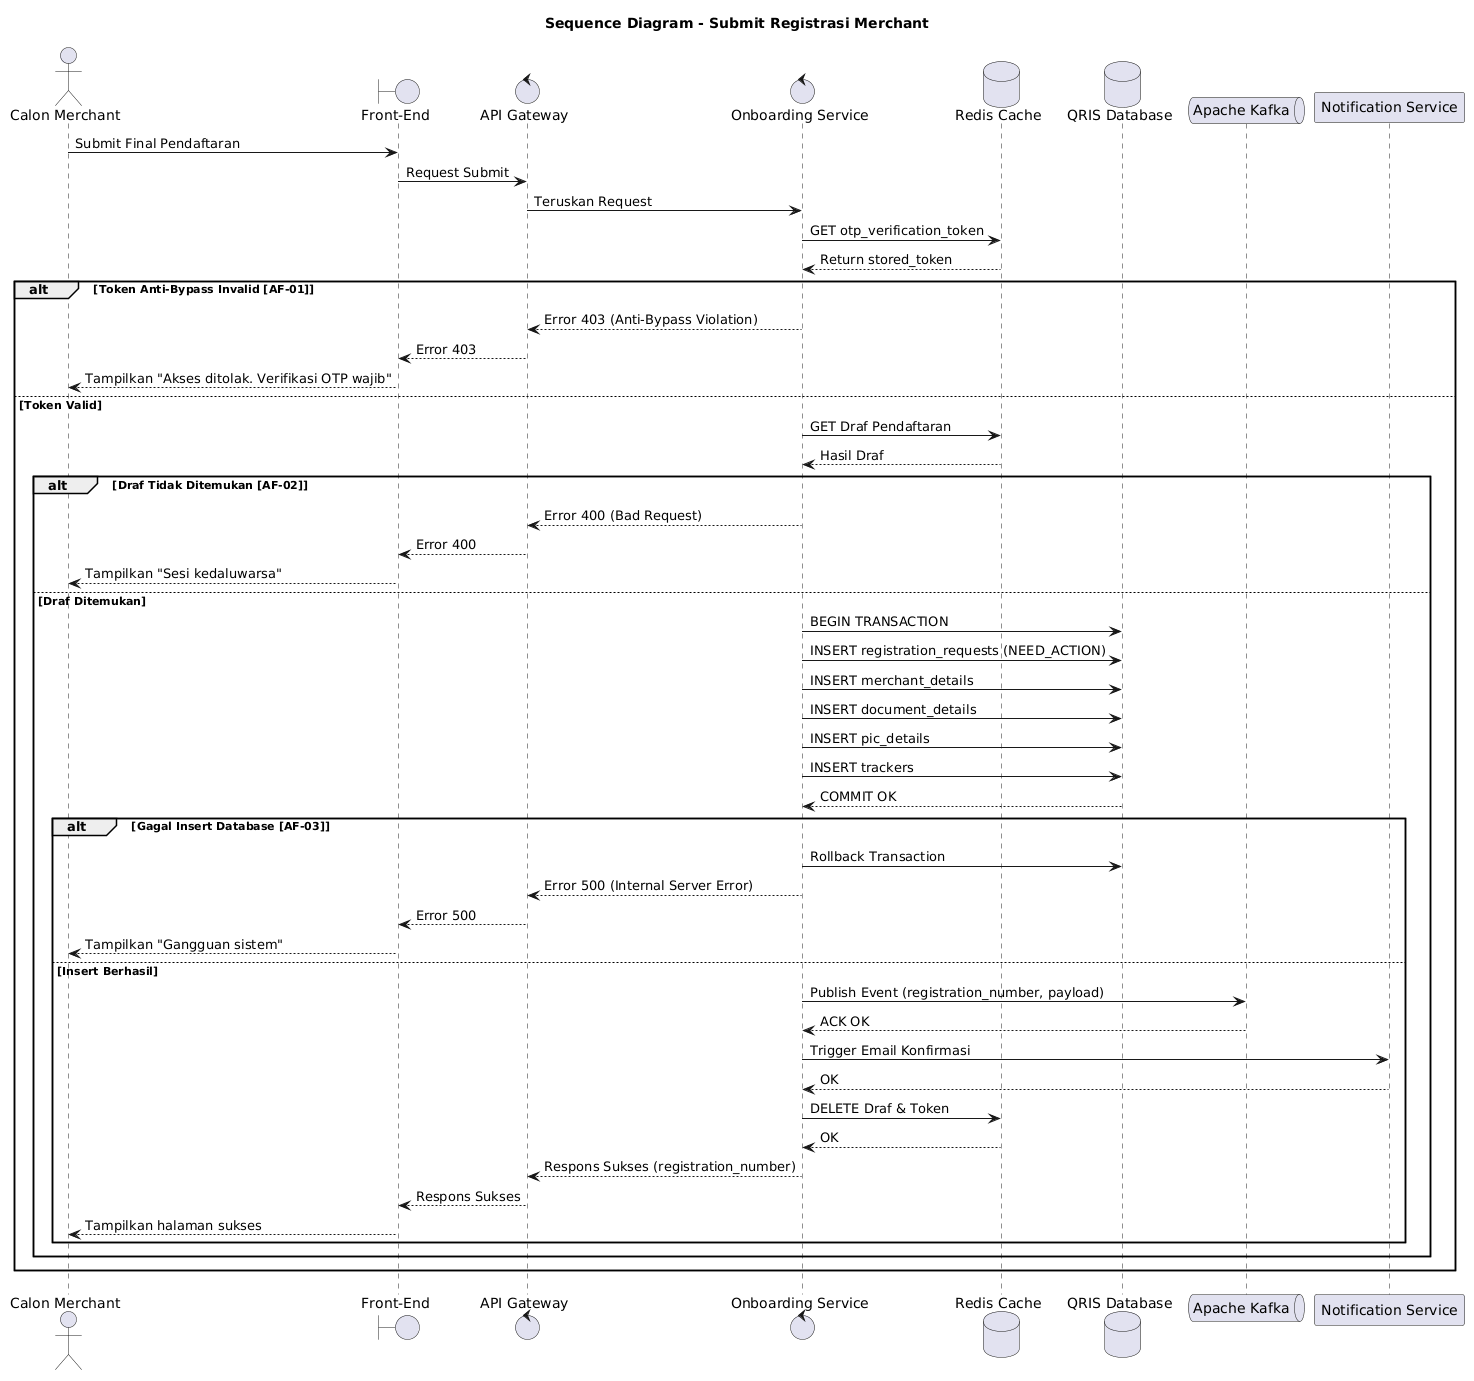 Sequence Diagram - Submit Registrasi Merchant
Calon Merchant
Front-End
API Gateway
Onboarding Service
Redis Cache
QRIS Database
Apache Kafka
Notification Service
Submit Final Pendaftaran
Request Submit
Teruskan Request
GET otp_verification_token
Return stored_token
alt [Token Anti-Bypass Invalid [AF-01]]
Error 403 (Anti-Bypass Violation)
Error 403
Tampilkan "Akses ditolak. Verifikasi OTP wajib"
[Token Valid]
GET Draf Pendaftaran
Hasil Draf
alt [Draf Tidak Ditemukan [AF-02]]
Error 400 (Bad Request)
Error 400
Tampilkan "Sesi kedaluwarsa"
[Draf Ditemukan]
BEGIN TRANSACTION
INSERT registration_requests (NEED_ACTION)
INSERT merchant_details
INSERT document_details
INSERT pic_details
INSERT trackers
COMMIT OK
alt [Gagal Insert Database [AF-03]]
Rollback Transaction
Error 500 (Internal Server Error)
Error 500
Tampilkan "Gangguan sistem"
[Insert Berhasil]
Publish Event (registration_number, payload)
ACK OK
Trigger Email Konfirmasi
OK
DELETE Draf & Token
OK
Respons Sukses (registration_number)
Respons Sukses
Tampilkan halaman sukses
Calon Merchant
Front-End
API Gateway
Onboarding Service
Redis Cache
QRIS Database
Apache Kafka
Notification Service